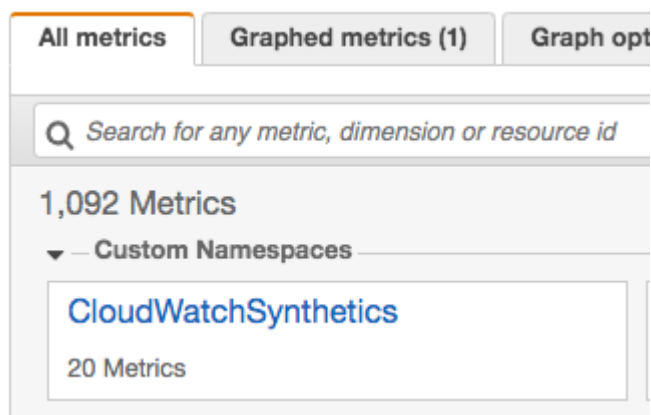 All metrics Graphed metrics (1) Graph opt
Search for any metric, dimension or resource id
1,092 Metrics
Custom Namespaces
CloudWatchSynthetics
20 Metrics